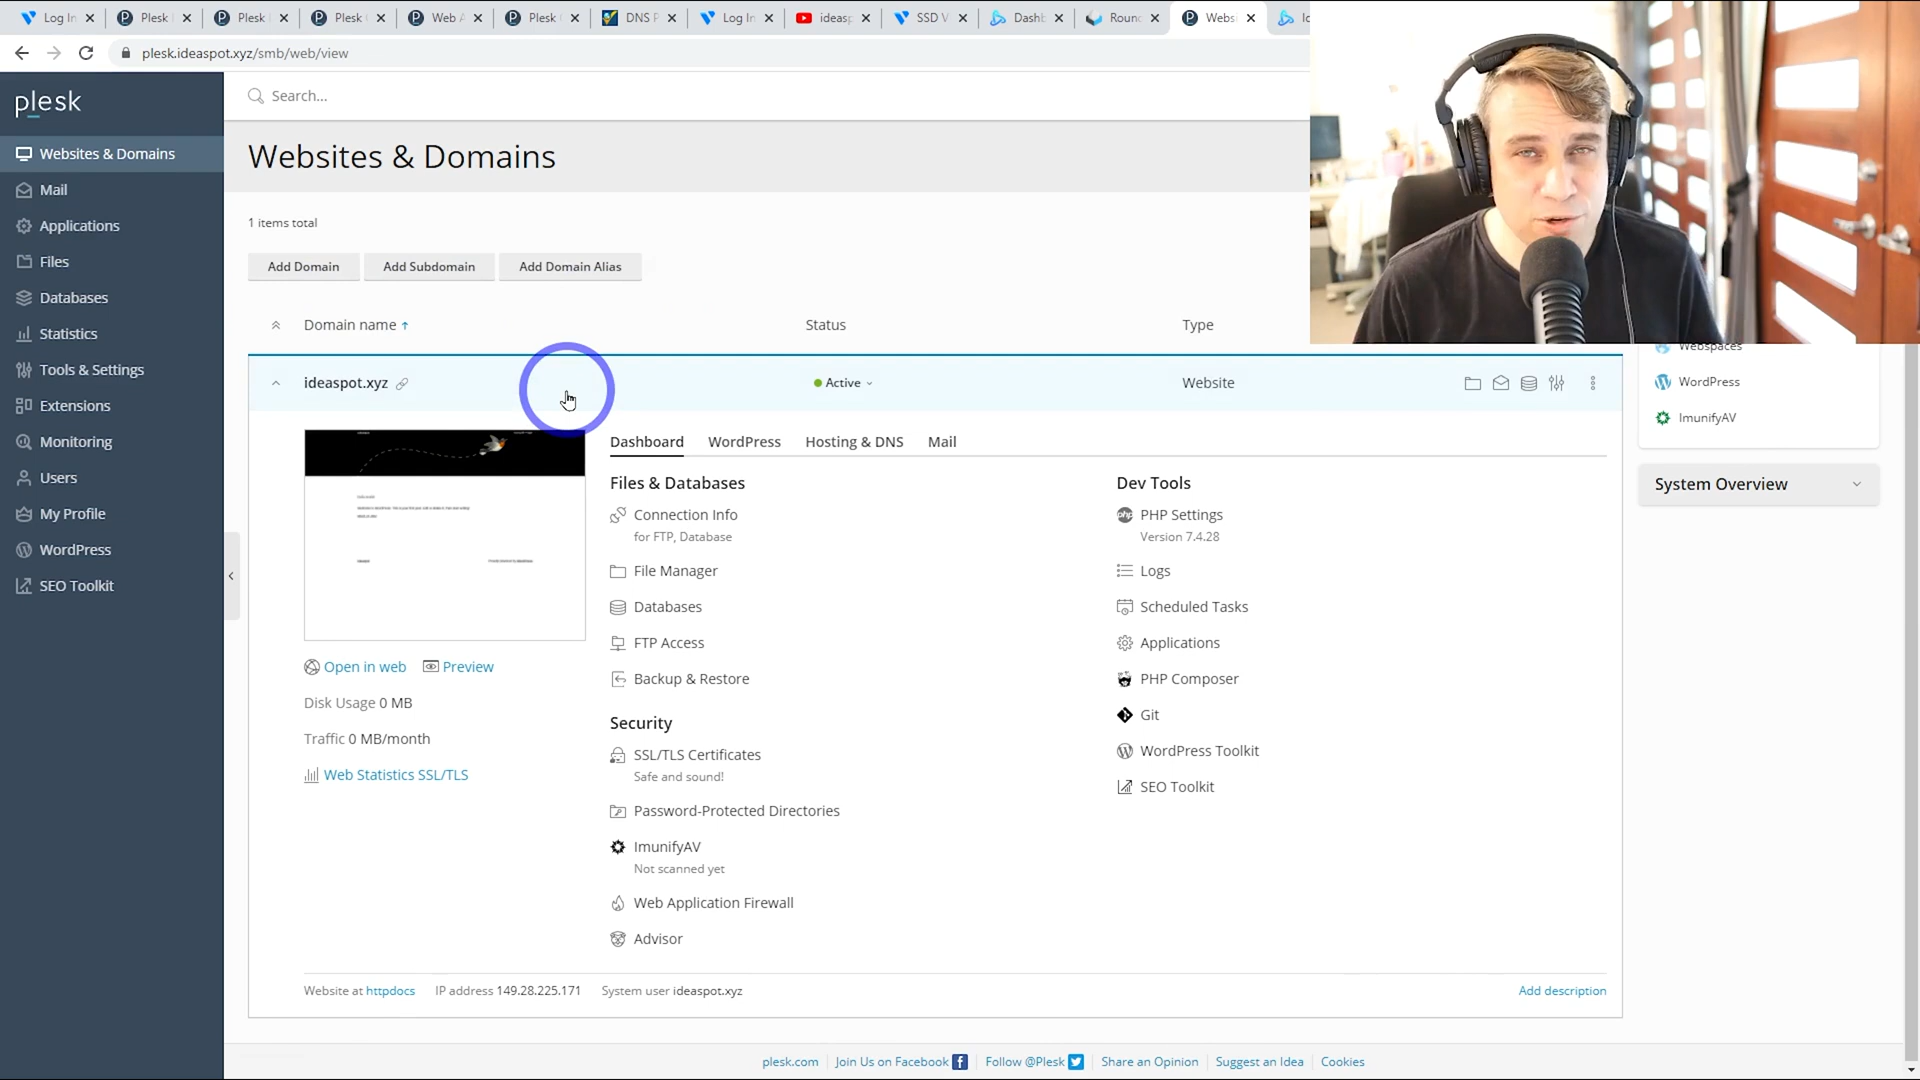 Log In
Plesk
Plesk
Plesk
Web A
Plesk
DNS P
Log In
ideasp
SSD V
Dashb
Roun
Webs
plesk.ideaspot.xyz/smb/web/view
plesk
Search...
Websites & Domains
Mail
Applications
Files
Databases
Statistics
Tools & Settings
Extensions
Monitoring
Users
My Profile
WordPress
SEO Toolkit
Websites & Domains
1 items total
Add Domain
Add Subdomain
Add Domain Alias
Domain name ↑
Status
Type
ideaspot.xyz
Active
Website
Webspaces
WordPress
ImunifyAV
System Overview
Dashboard
WordPress
Hosting & DNS
Mail
Files & Databases
Connection Info
for FTP, Database
File Manager
Databases
FTP Access
Backup & Restore
Security
SSL/TLS Certificates
Safe and sound!
Password-Protected Directories
ImunifyAV
Not scanned yet
Web Application Firewall
Advisor
Dev Tools
PHP Settings
Version 7.4.28
Logs
Scheduled Tasks
Applications
PHP Composer
Git
WordPress Toolkit
SEO Toolkit
Open in web
Preview
Disk Usage 0 MB
Traffic 0 MB/month
Web Statistics SSL/TLS
Website at httpdocs
IP address 149.28.225.171
System user ideaspot.xyz
Add description
plesk.com
Join Us on Facebook
Follow @Plesk
Share an Opinion
Suggest an Idea
Cookies